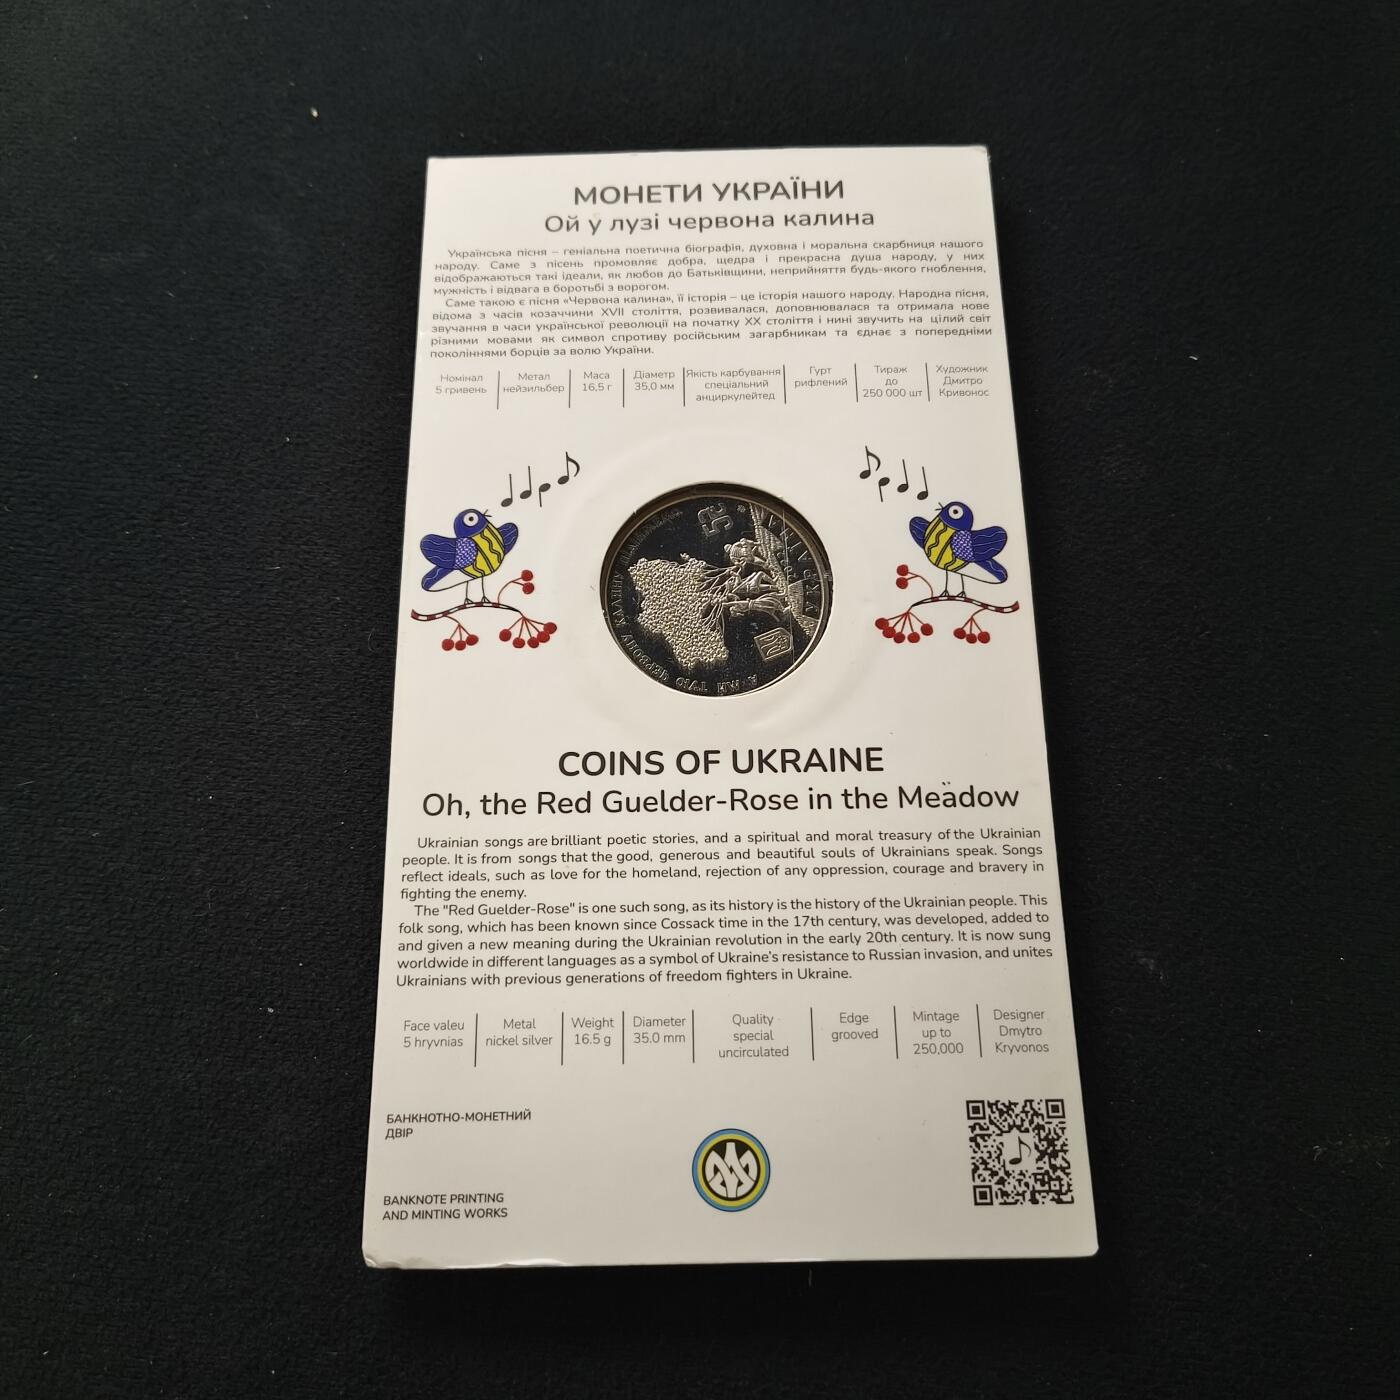 МОНЕТИ УКРАЇНИ
Ой у лузі червона калина
Українська пісня – геніальна поетична біографія, духовна і моральна скарбниця нашого
народу. Саме з пісень промовляє добра, щедра і прекрасна душа народу, у них
відображаються такі ідеали, як любов до Батьківщини, неприйняття будь-якого гноблення,
мужність і відвага в боротьбі з ворогом.
Саме такою є пісня «Червона калина», її історія – це історія нашого народу. Народна пісня,
відома з часів козаччини XVII століття, розвивалася, доповнювалася та отримала нове
звучання в часи української революції на початку XX століття і нині звучить на цілий світ
різними мовами як символ спротиву російським загарбникам та єднає з попередніми
поколіннями борців за волю України.
Номінал
5 гривень
Метал
нейзильбер
Маса
16,5 г
Діаметр
35,0 мм
Якість карбування
спеціальний
анциркулейтед
Гурт
рифлений
Тираж
до
250 000 шт
Художник
Дмитро
Кривонос
УКРАЇНА
5
А МИ ТУЮ ЧЕРВОНУ КАЛИНУ ПІДІЙМЕМО
COINS OF UKRAINE
Oh, the Red Guelder-Rose in the Meadow
Ukrainian songs are brilliant poetic stories, and a spiritual and moral treasury of the Ukrainian
people. It is from songs that the good, generous and beautiful souls of Ukrainians speak. Songs
reflect ideals, such as love for the homeland, rejection of any oppression, courage and bravery in
fighting the enemy.
The "Red Guelder-Rose" is one such song, as its history is the history of the Ukrainian people. This
folk song, which has been known since Cossack time in the 17th century, was developed, added to
and given a new meaning during the Ukrainian revolution in the early 20th century. It is now sung
worldwide in different languages as a symbol of Ukraine's resistance to Russian invasion, and unites
Ukrainians with previous generations of freedom fighters in Ukraine.
Face valeu
5 hryvnias
Metal
nickel silver
Weight
16.5 g
Diameter
35.0 mm
Quality
special
uncirculated
Edge
grooved
Mintage
up to
250,000
Designer
Dmytro
Kryvonos
БАНКНОТНО-МОНЕТНИЙ
ДВІР
BANKNOTE PRINTING
AND MINTING WORKS